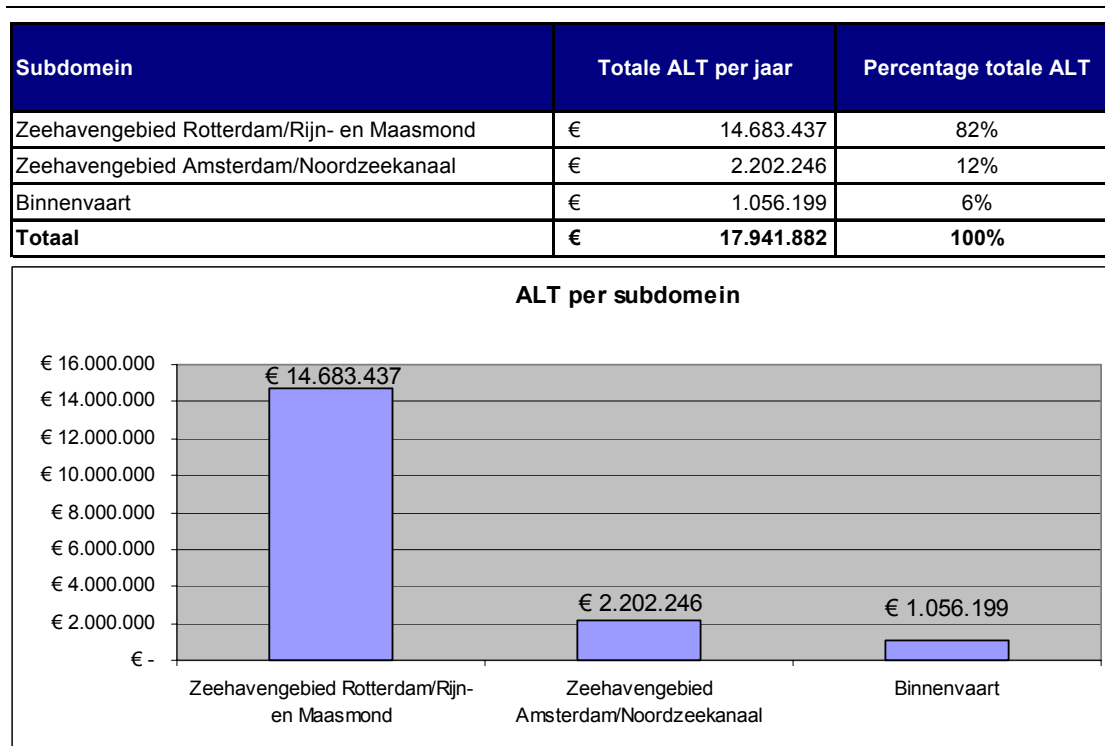 Subdomein Totale ALT per jaar Percentage totale ALT
Zeehavengebied Rotterdam/Rijn- en Maasmond € 14.683.437 82%
Zeehavengebied Amsterdam/Noordzeekanaal € 2.202.246 12%
Binnenvaart € 1.056.199 6%
Totaal € 17.941.882 100%
ALT per subdomein
€ 16.000.000
€ 14.000.000
€ 12.000.000
€ 10.000.000
€ 8.000.000
€ 6.000.000
€ 4.000.000
€ 2.000.000
€ -
€ 14.683.437
€ 2.202.246
€ 1.056.199
Zeehavengebied Rotterdam/Rijn-
en Maasmond
Zeehavengebied
Amsterdam/Noordzeekanaal
Binnenvaart